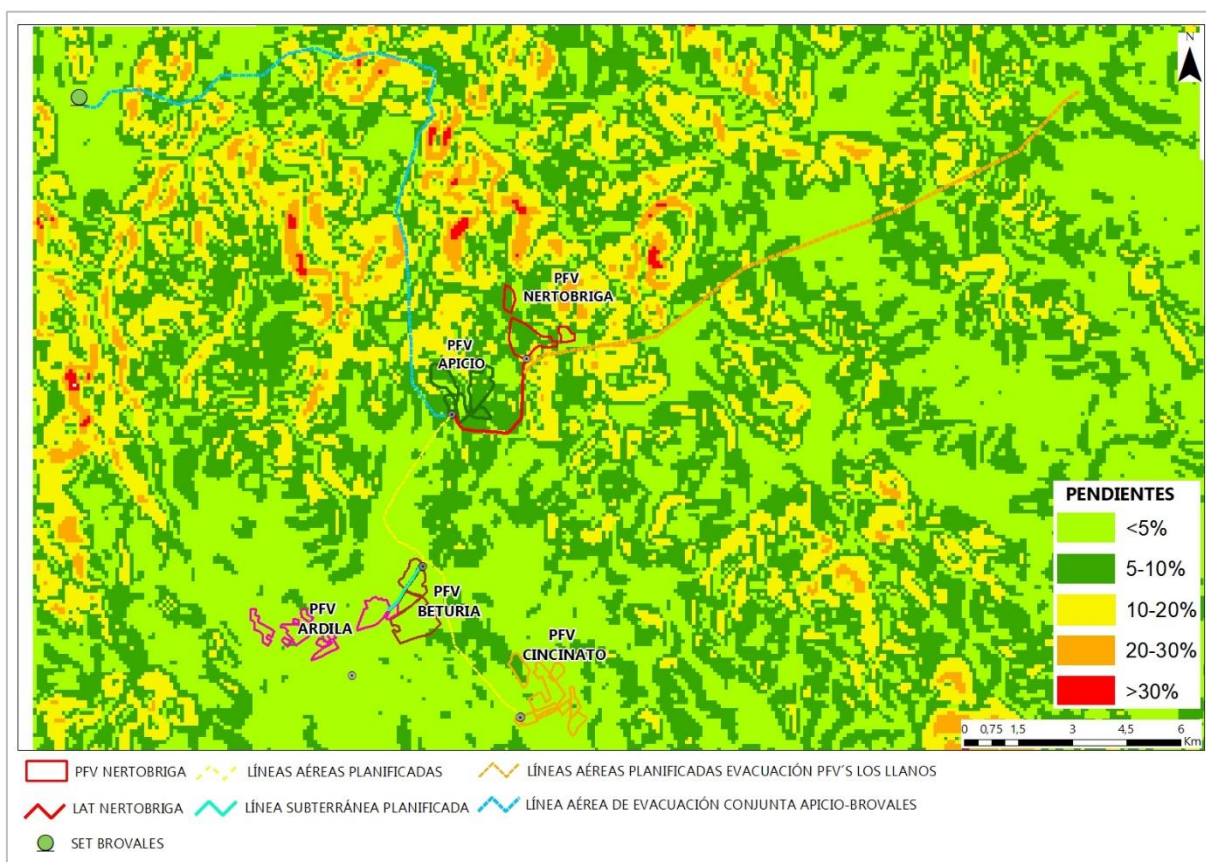 N
PFV
NERTOBRIGA
PFV
APICIO
PFV
ARDILA
PFV
BETURIA
PFV
CINCINATO
PENDIENTES
<5%
5-10%
10-20%
20-30%
>30%
0 0,75 1,5 3 4,5 6
Km
PFV NERTOBRIGA LÍNEAS AÉREAS PLANIFICADAS LÍNEAS AÉREAS PLANIFICADAS EVACUACIÓN PFV´S LOS LLANOS
LAT NERTOBRIGA LÍNEA SUBTERRÁNEA PLANIFICADA LÍNEA AÉREA DE EVACUACIÓN CONJUNTA APICIO-BROVALES
SET BROVALES